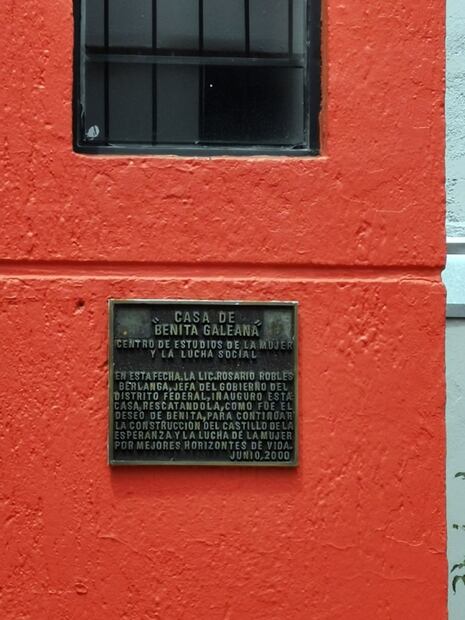 "CASA DE
BENITA GALEANA"
CENTRO DE ESTUDIOS DE LA MUJER
Y LA LUCHA SOCIAL
EN ESTA FECHA, LA LIC. ROSARIO ROBLES
BERLANGA, JEFA DEL GOBIERNO DEL
DISTRITO FEDERAL, INAUGURO ESTA
CASA, RESCATANDOLA, COMO FUE EL
DESEO DE BENITA, PARA CONTINUAR
LA CONSTRUCCION DEL CASTILLO DE LA
ESPERANZA Y LA LUCHA DE LA MUJER
POR MEJORES HORIZONTES DE VIDA.
JUNIO, 2000